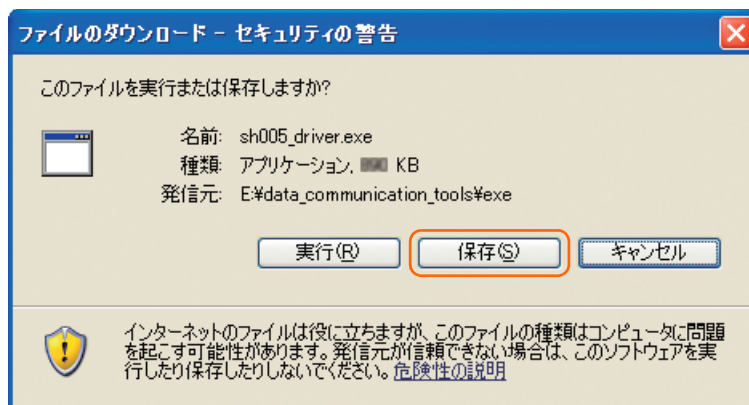 ファイルのダウンロード - セキュリティの警告
このファイルを実行または保存しますか?
名前: sh005_driver.exe
種類: アプリケーション, KB
発信元: E:¥data_communication_tools¥exe
実行(R) 保存(S) キャンセル
インターネットのファイルは役に立ちますが、このファイルの種類はコンピュータに問題
を起こす可能性があります。発信元が信頼できない場合は、このソフトウェアを実
行したり保存したりしないでください。危険性の説明